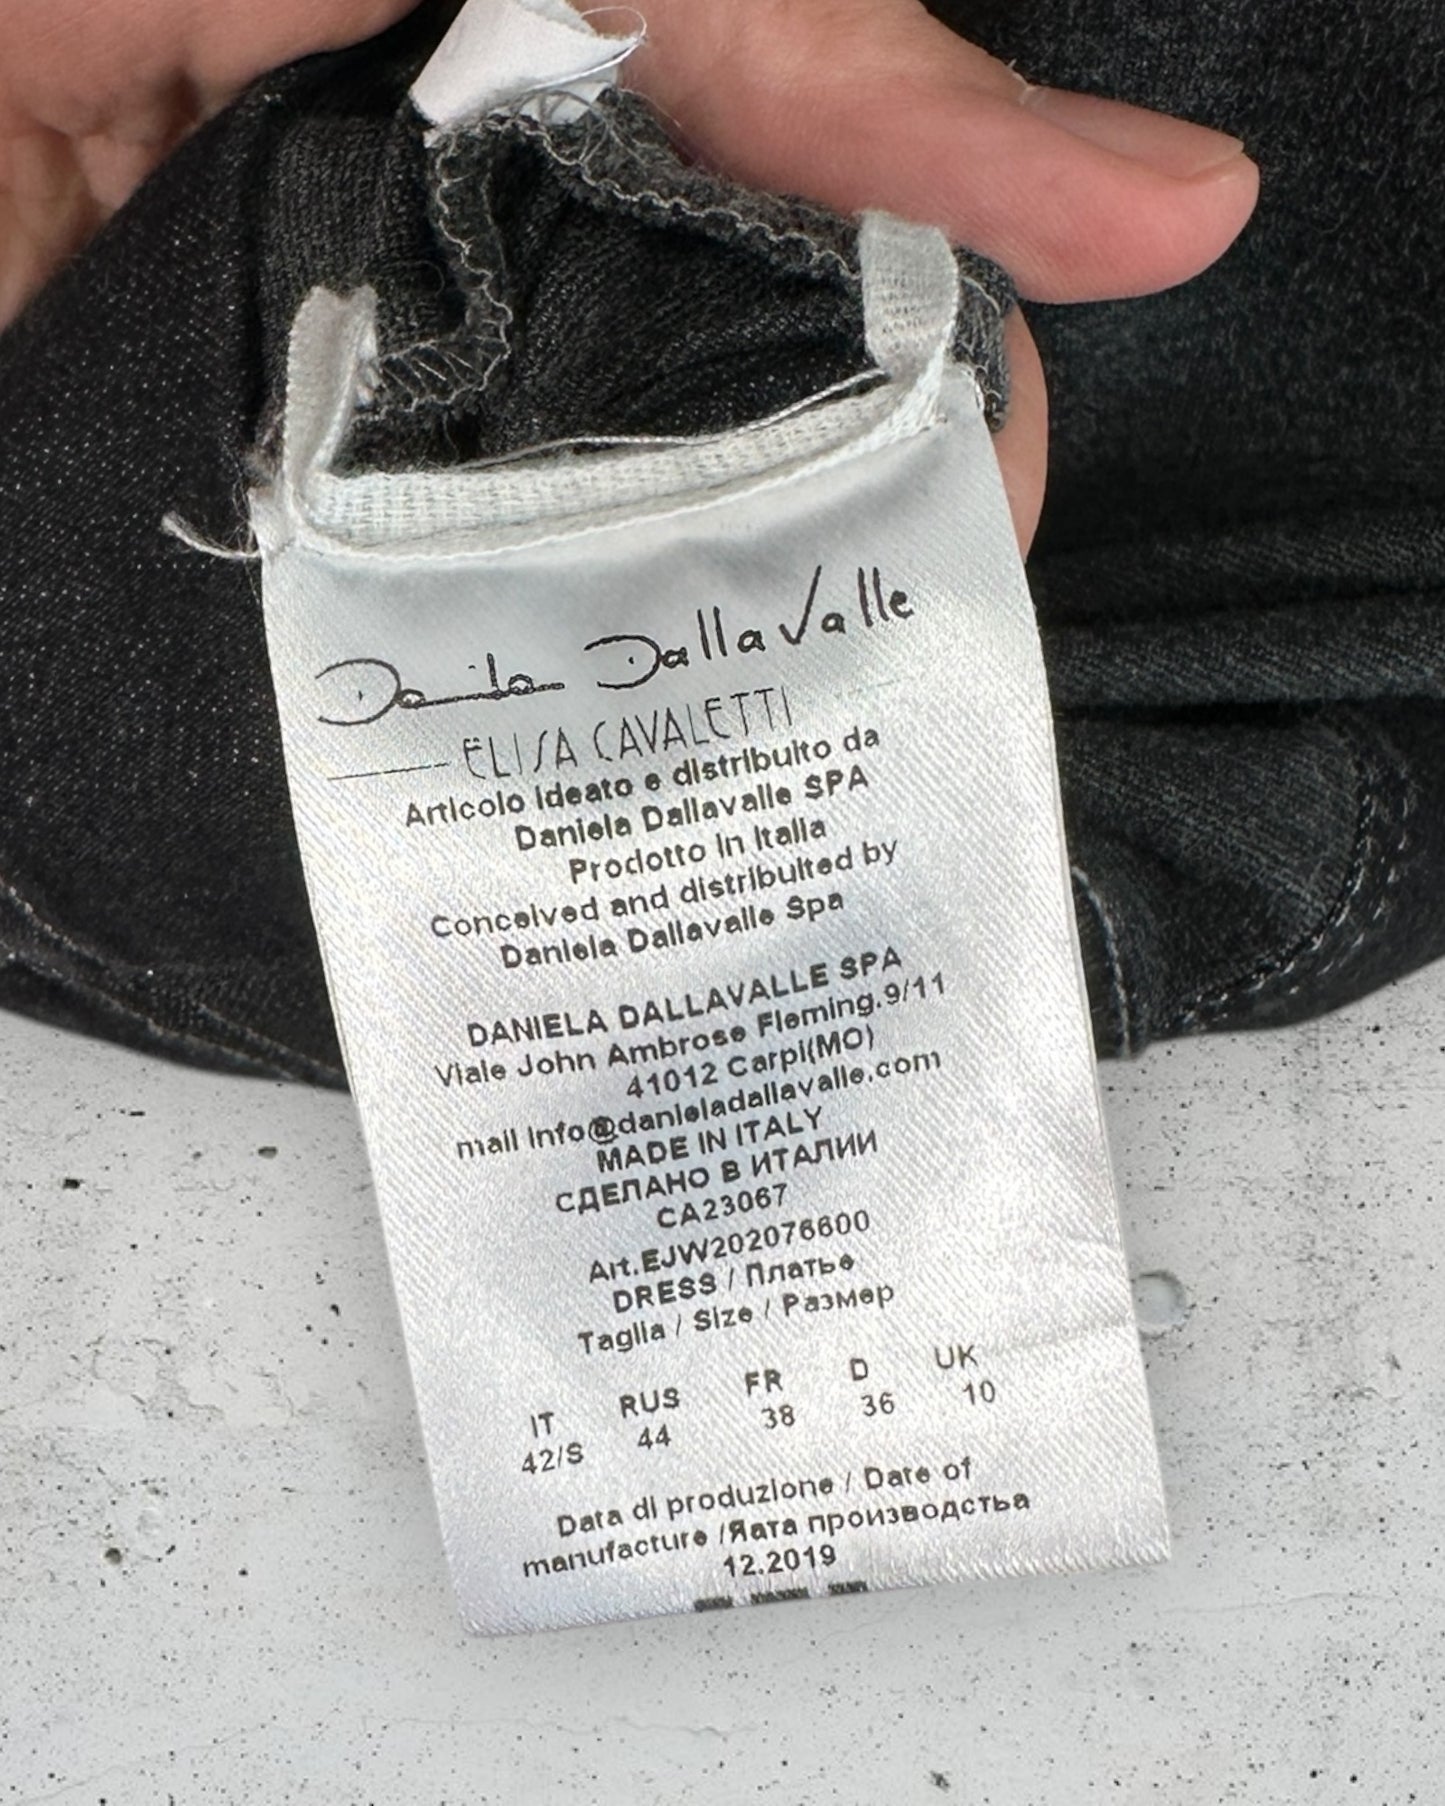 Daniela Dallavalle
ELISA CAVALETTI
Articolo ideato e distribuito da
Daniela Dallavalle SPA
Prodotto in Italia
Conceived and distribuited by
Daniela Dallavalle Spa
DANIELA DALLAVALLE SPA
Viale John Ambrose Fleming.9/11
41012 Carpi(MO)
mail info@danieladallavalle.com
MADE IN ITALY
СДЕЛАНО В ИТАЛИИ
CA23067
Art.EJW202076600
DRESS / Платье
Taglia / Size / Размер
IT RUS FR D UK
42/S 44 38 36 10
Data di produzione / Date of
manufacture /Яата производства
12.2019